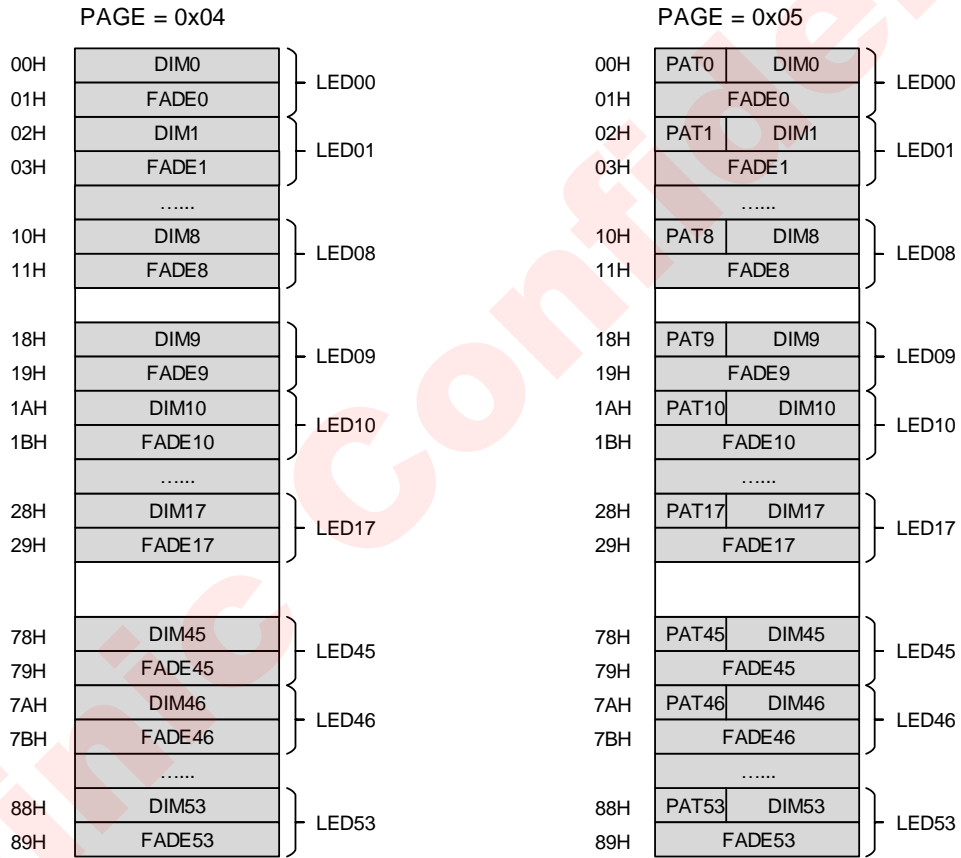 PAGE = 0x04
00H DIM0 LED00
01H FADE0
02H DIM1 LED01
03H FADE1
......
10H DIM8 LED08
11H FADE8
18H DIM9 LED09
19H FADE9
1AH DIM10 LED10
1BH FADE10
......
28H DIM17 LED17
29H FADE17
78H DIM45 LED45
79H FADE45
7AH DIM46 LED46
7BH FADE46
......
88H DIM53 LED53
89H FADE53
PAGE = 0x05
00H PAT0 DIM0 LED00
01H FADE0
02H PAT1 DIM1 LED01
03H FADE1
......
10H PAT8 DIM8 LED08
11H FADE8
18H PAT9 DIM9 LED09
19H FADE9
1AH PAT10 DIM10 LED10
1BH FADE10
......
28H PAT17 DIM17 LED17
29H FADE17
78H PAT45 DIM45 LED45
79H FADE45
7AH PAT46 DIM46 LED46
7BH FADE46
......
88H PAT53 DIM53 LED53
89H FADE53
inic Confide